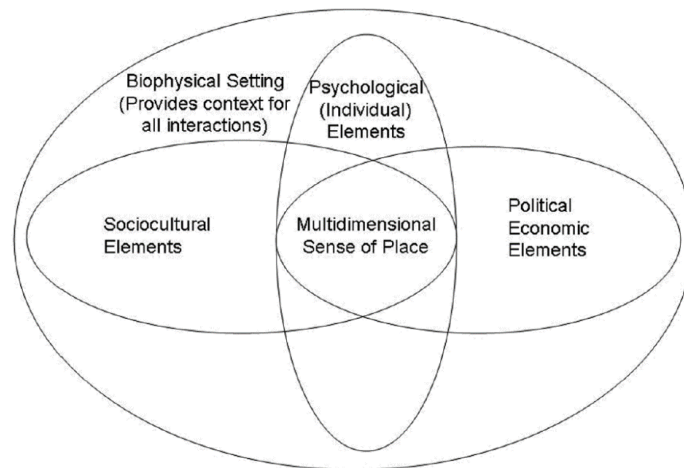 Biophysical Setting
(Provides context for
all interactions)
Psychological
(Individual)
Elements
Sociocultural
Elements
Multidimensional
Sense of Place
Political
Economic
Elements